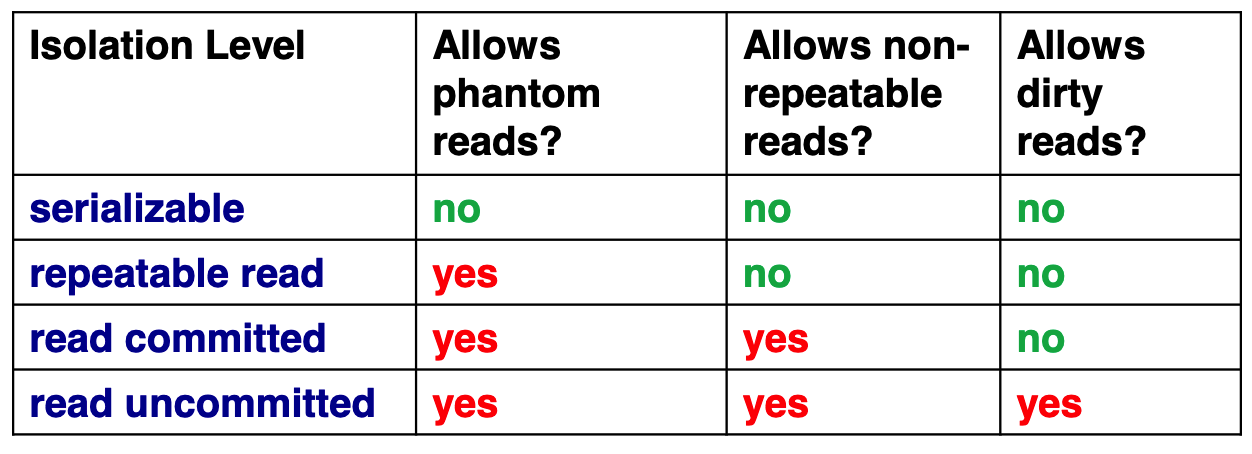 Isolation Level
Allows
phantom
reads?
Allows non-
repeatable
reads?
Allows
dirty
reads?
serializable no no no
repeatable read yes no no
read committed yes yes no
read uncommitted yes yes yes